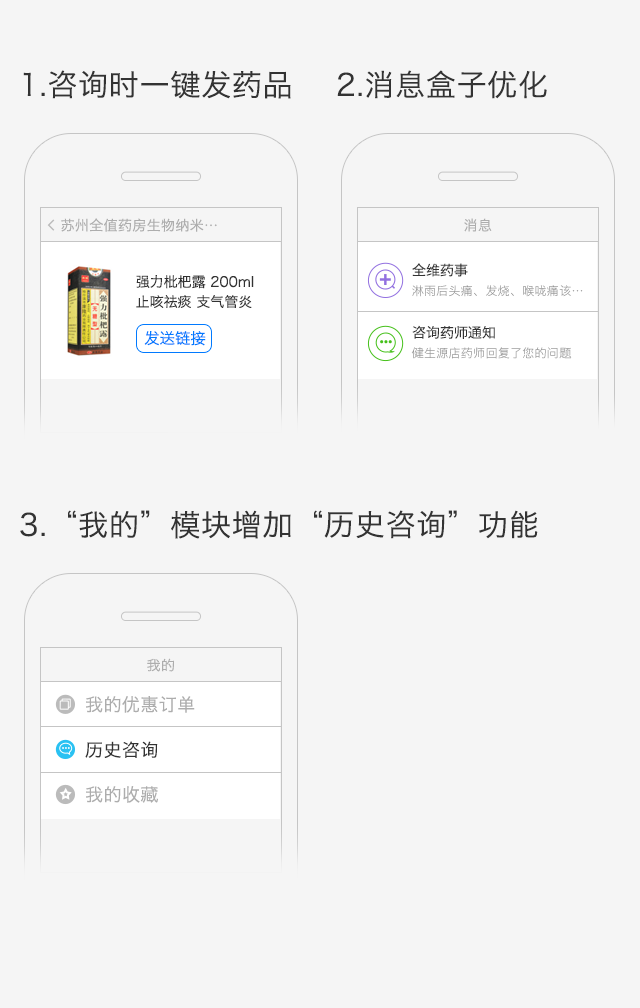 1.咨询时一键发药品
2.消息盒子优化
苏州全值药房生物纳米…
强力枇杷露 200ml
止咳祛痰 支气管炎
发送链接
强力枇杷露
无糖型
消息
全维药事
淋雨后头痛、发烧、喉咙痛该…
咨询药师通知
健生源店药师回复了您的问题
3.“我的”模块增加“历史咨询”功能
我的
我的优惠订单
历史咨询
我的收藏